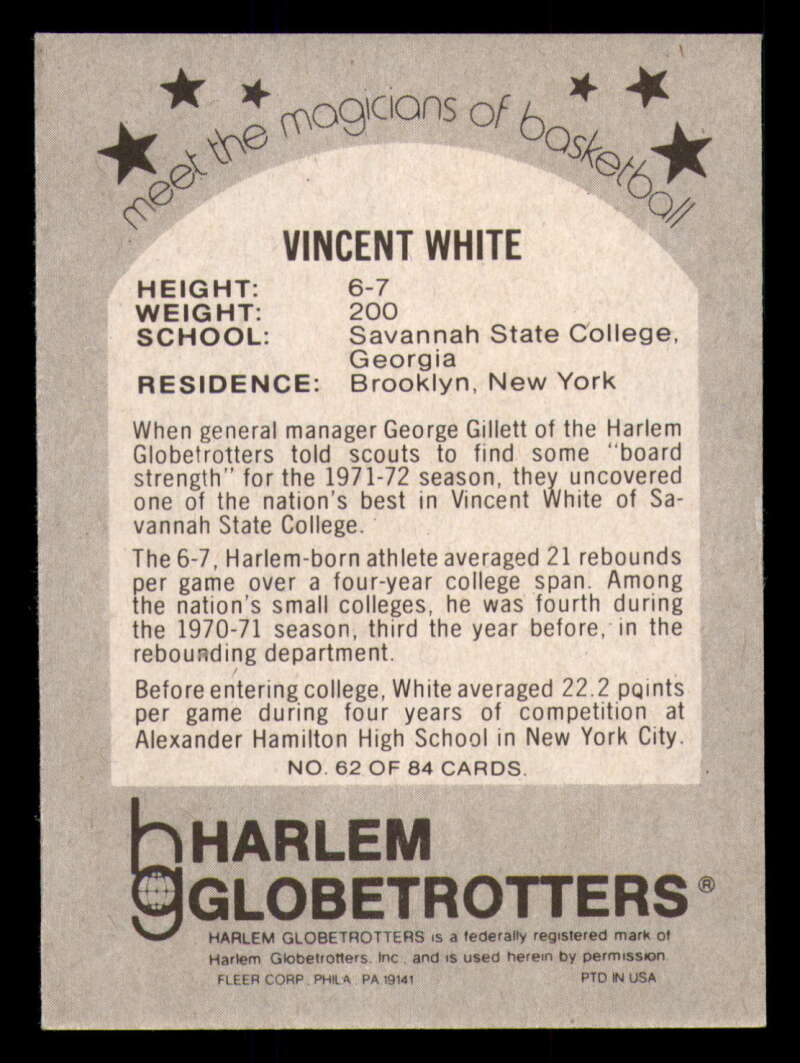 meet the magicians of basketball
VINCENT WHITE
HEIGHT: 6-7
WEIGHT: 200
SCHOOL: Savannah State College,
Georgia
RESIDENCE: Brooklyn, New York
When general manager George Gillett of the Harlem
Globetrotters told scouts to find some "board
strength" for the 1971-72 season, they uncovered
one of the nation's best in Vincent White of Sa-
vannah State College.
The 6-7, Harlem-born athlete averaged 21 rebounds
per game over a four-year college span. Among
the nation's small colleges, he was fourth during
the 1970-71 season, third the year before, in the
rebounding department.
Before entering college, White averaged 22.2 points
per game during four years of competition at
Alexander Hamilton High School in New York City.
NO. 62 OF 84 CARDS.
hg HARLEM
GLOBETROTTERS ®
HARLEM GLOBETROTTERS is a federally registered mark of
Harlem Globetrotters, Inc., and is used herein by permission.
FLEER CORP., PHILA., PA 19141 PTD IN USA